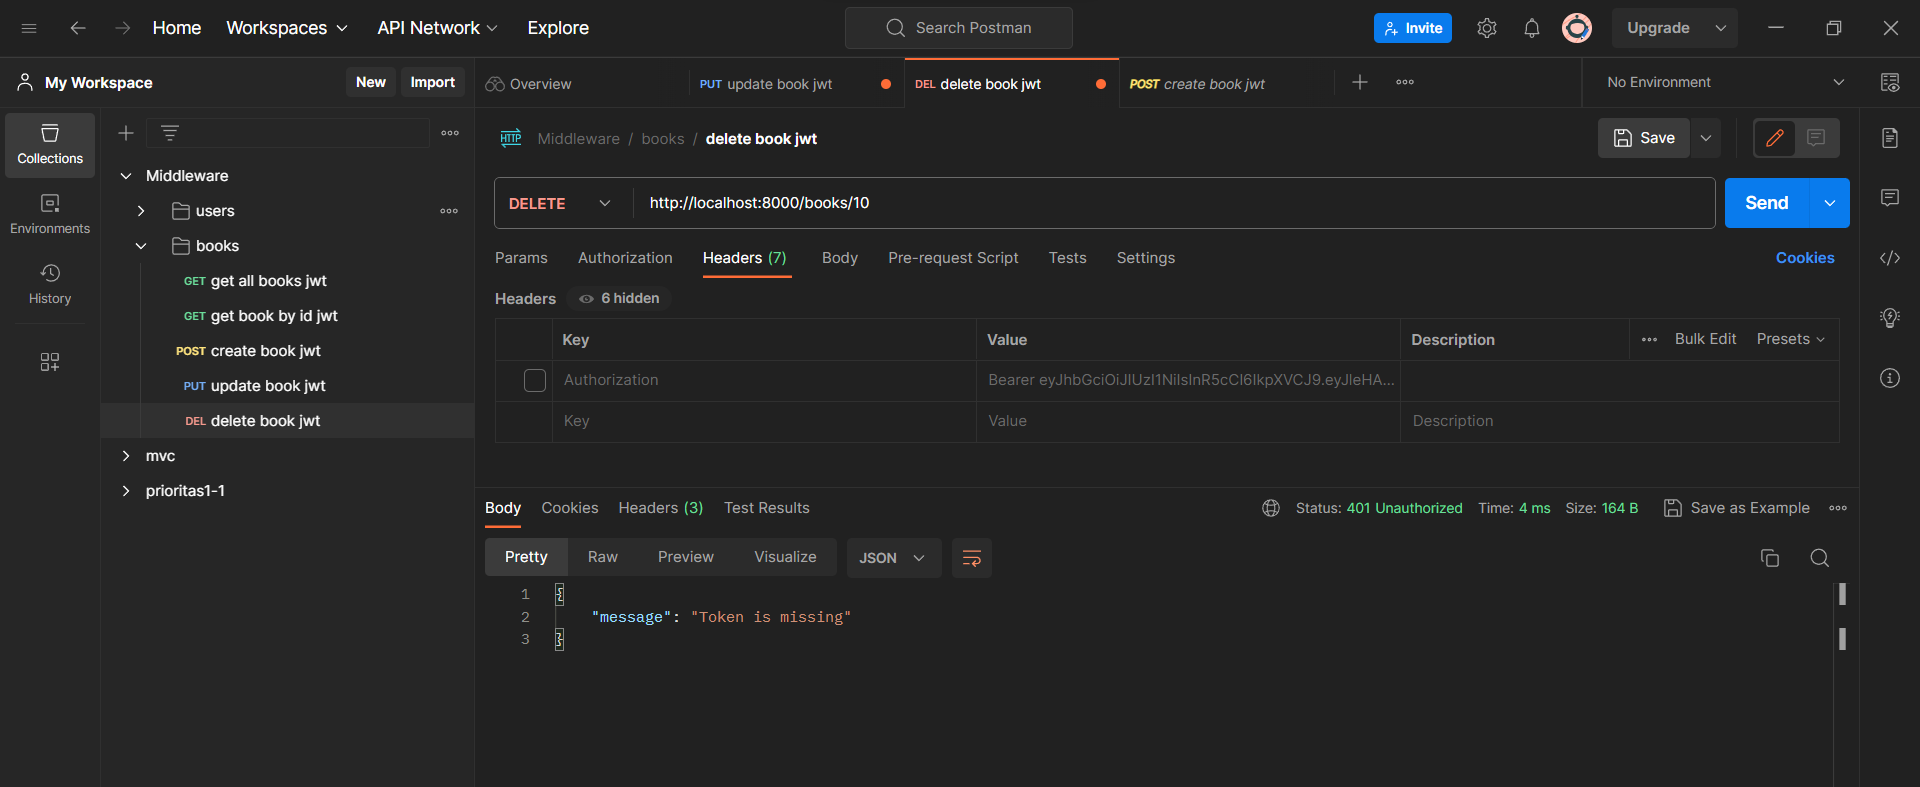 Home Workspaces API Network Explore Search Postman Invite Upgrade
My Workspace New Import
Overview PUT update book jwt DEL delete book jwt POST create book jwt No Environment
Collections
Environments
History
Middleware
users
books
GET get all books jwt
GET get book by id jwt
POST create book jwt
PUT update book jwt
DEL delete book jwt
mvc
prioritas1-1
HTTP Middleware / books / delete book jwt Save
DELETE http://localhost:8000/books/10 Send
Params Authorization Headers (7) Body Pre-request Script Tests Settings Cookies
Headers 6 hidden
Key Value Description Bulk Edit Presets
Authorization Bearer eyJhbGciOiJIUzI1NiIsInR5cCI6IkpXVCJ9.eyJleHA...
Key Value Description
Body Cookies Headers (3) Test Results Status: 401 Unauthorized Time: 4 ms Size: 164 B Save as Example
Pretty Raw Preview Visualize JSON
1 {
2 "message": "Token is missing"
3 }